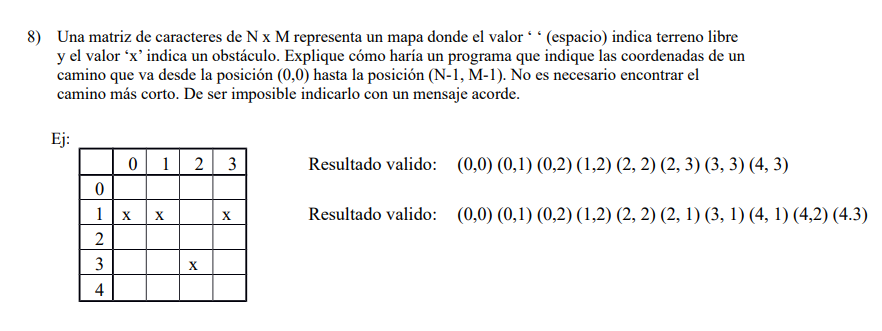 8) Una matriz de caracteres de N x M representa un mapa donde el valor ‘ ‘ (espacio) indica terreno libre
y el valor ‘x’ indica un obstáculo. Explique cómo haría un programa que indique las coordenadas de un
camino que va desde la posición (0,0) hasta la posición (N-1, M-1). No es necesario encontrar el
camino más corto. De ser imposible indicarlo con un mensaje acorde.
Ej:
0 1 2 3
Resultado valido: (0,0) (0,1) (0,2) (1,2) (2, 2) (2, 3) (3, 3) (4, 3)
0
1 x x x
Resultado valido: (0,0) (0,1) (0,2) (1,2) (2, 2) (2, 1) (3, 1) (4, 1) (4,2) (4.3)
2
3 x
4